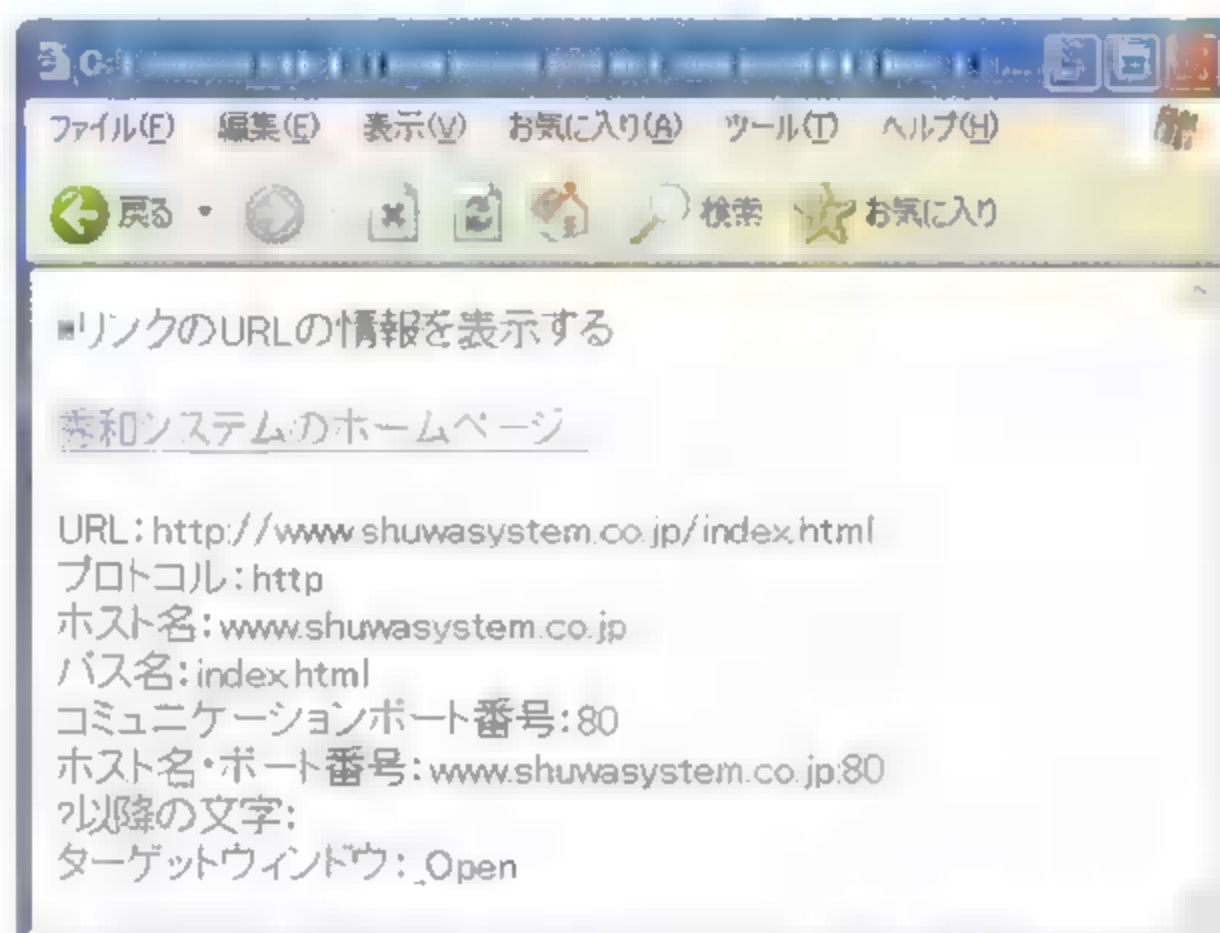 ファイル(F) 編集(E) 表示(V) お気に入り(A) ツール(T) ヘルプ(H)
戻る 検索 お気に入り
■リンクのURLの情報を表示する
秀和システムのホームページ
URL:http://www.shuwasystem.co.jp/index.html
プロトコル:http
ホスト名:www.shuwasystem.co.jp
パス名:index.html
コミュニケーションポート番号:80
ホスト名・ポート番号:www.shuwasystem.co.jp:80
?以降の文字:
ターゲットウィンドウ:_Open